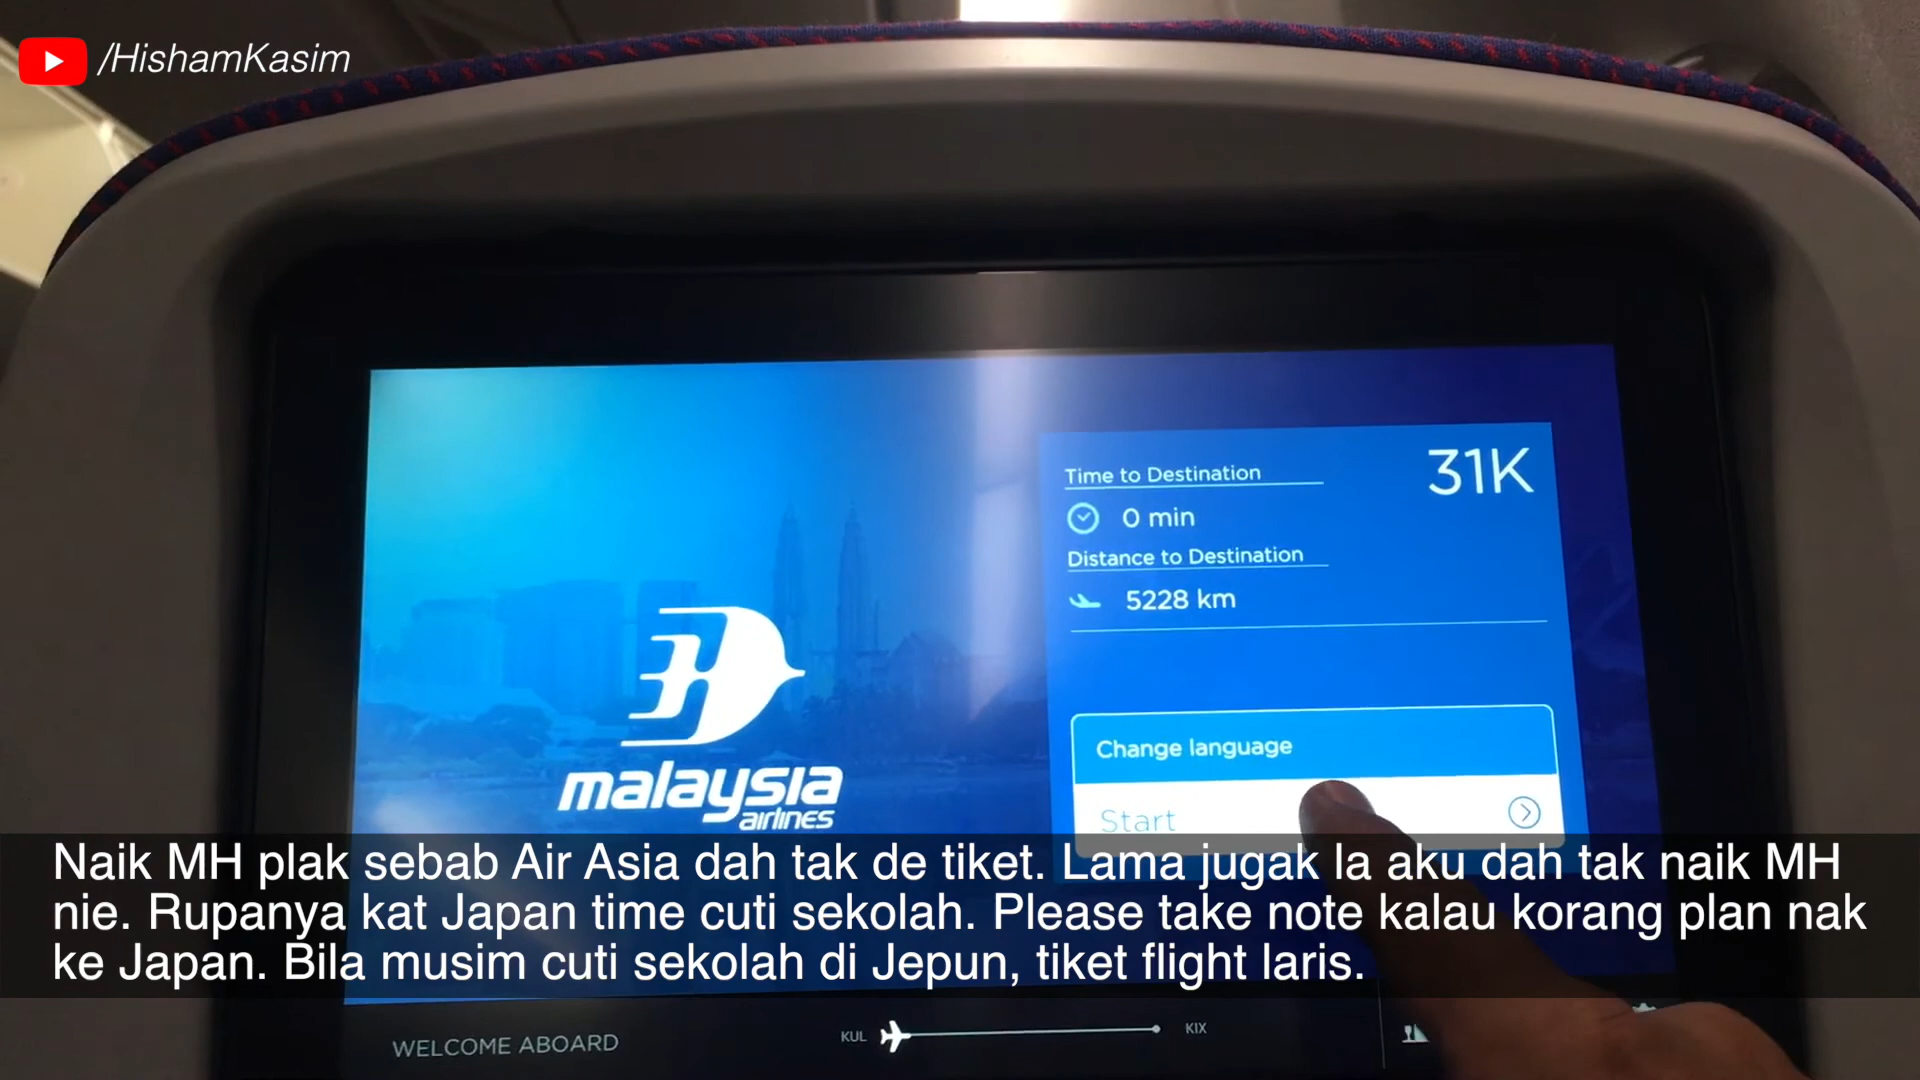 /HishamKasim
31K
Time to Destination
0 min
Distance to Destination
5228 km
Change language
Start
malaysia
airlines
Naik MH plak sebab Air Asia dah tak de tiket. Lama jugak la aku dah tak naik MH
nie. Rupanya kat Japan time cuti sekolah. Please take note kalau korang plan nak
ke Japan. Bila musim cuti sekolah di Jepun, tiket flight laris.
WELCOME ABOARD
KUL
KIX